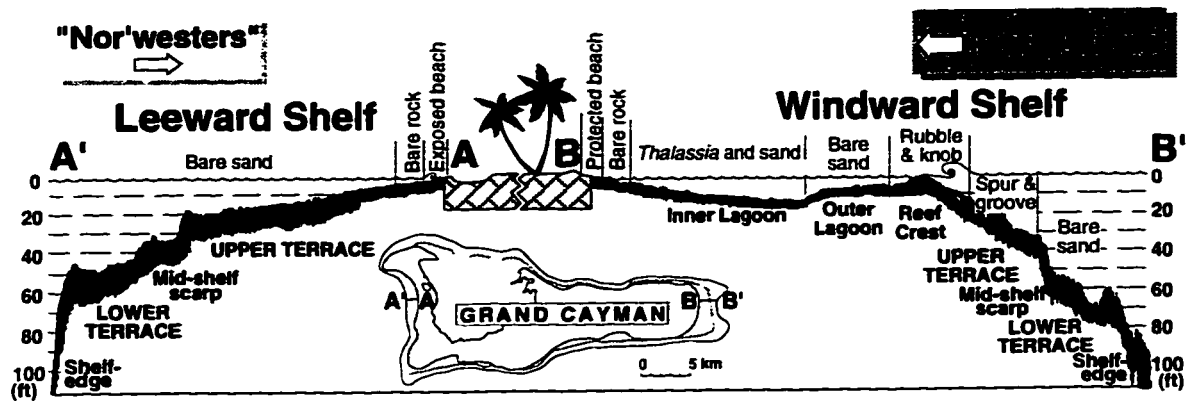 "Nor'westers"
Leeward Shelf
Windward Shelf
A'
Bare sand
Bare rock
Exposed beach
A
B
Protected beach
Bare rock
Thalassia and sand
Bare
sand
Rubble
& knob
B'
Spur &
groove
Bare
sand
0
20
40
60
80
100
(ft)
0
20
40
60
80
100
(ft)
UPPER TERRACE
Mid-shelf
scarp
LOWER
TERRACE
Shelf-
edge
Inner Lagoon
Outer
Lagoon
Reef
Crest
UPPER
TERRACE
Mid-shelf
scarp
LOWER
TERRACE
Shelf-
edge
A' A
GRAND CAYMAN
B B'
0 5 km